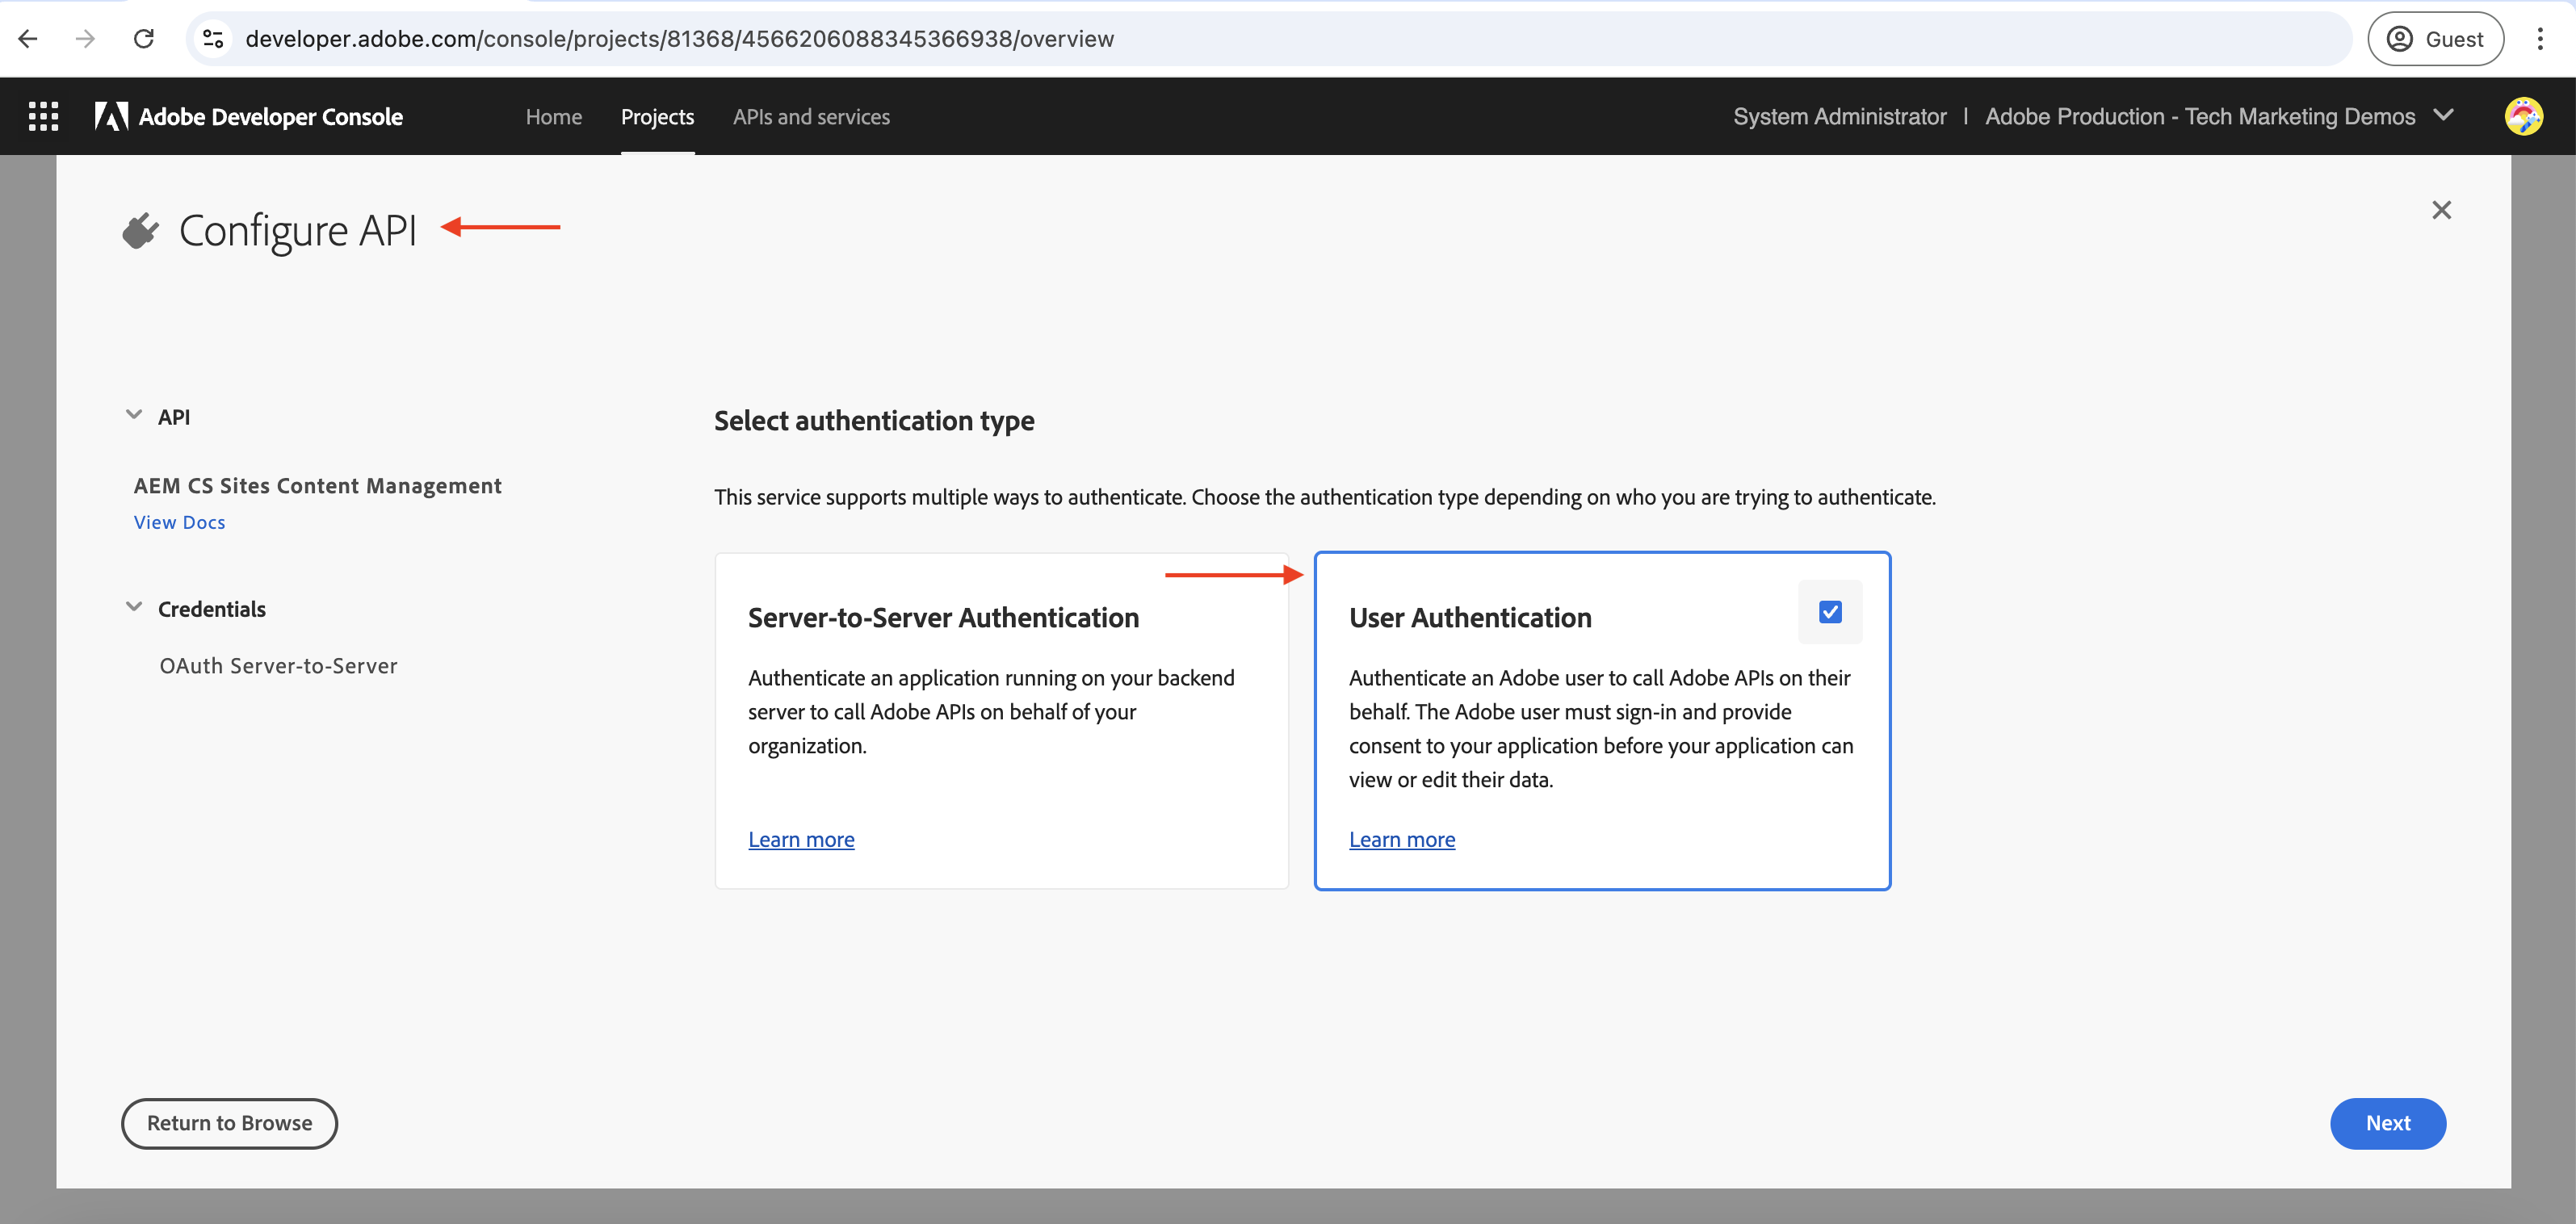 developer.adobe.com/console/projects/81368/4566206088345366938/overview
Guest
Adobe Developer Console
Home
Projects
APIs and services
System Administrator | Adobe Production - Tech Marketing Demos
Configure API
API
AEM CS Sites Content Management
View Docs
Credentials
OAuth Server-to-Server
Select authentication type
This service supports multiple ways to authenticate. Choose the authentication type depending on who you are trying to authenticate.
Server-to-Server Authentication
Authenticate an application running on your backend
server to call Adobe APIs on behalf of your
organization.
Learn more
User Authentication
Authenticate an Adobe user to call Adobe APIs on their
behalf. The Adobe user must sign-in and provide
consent to your application before your application can
view or edit their data.
Learn more
Return to Browse
Next